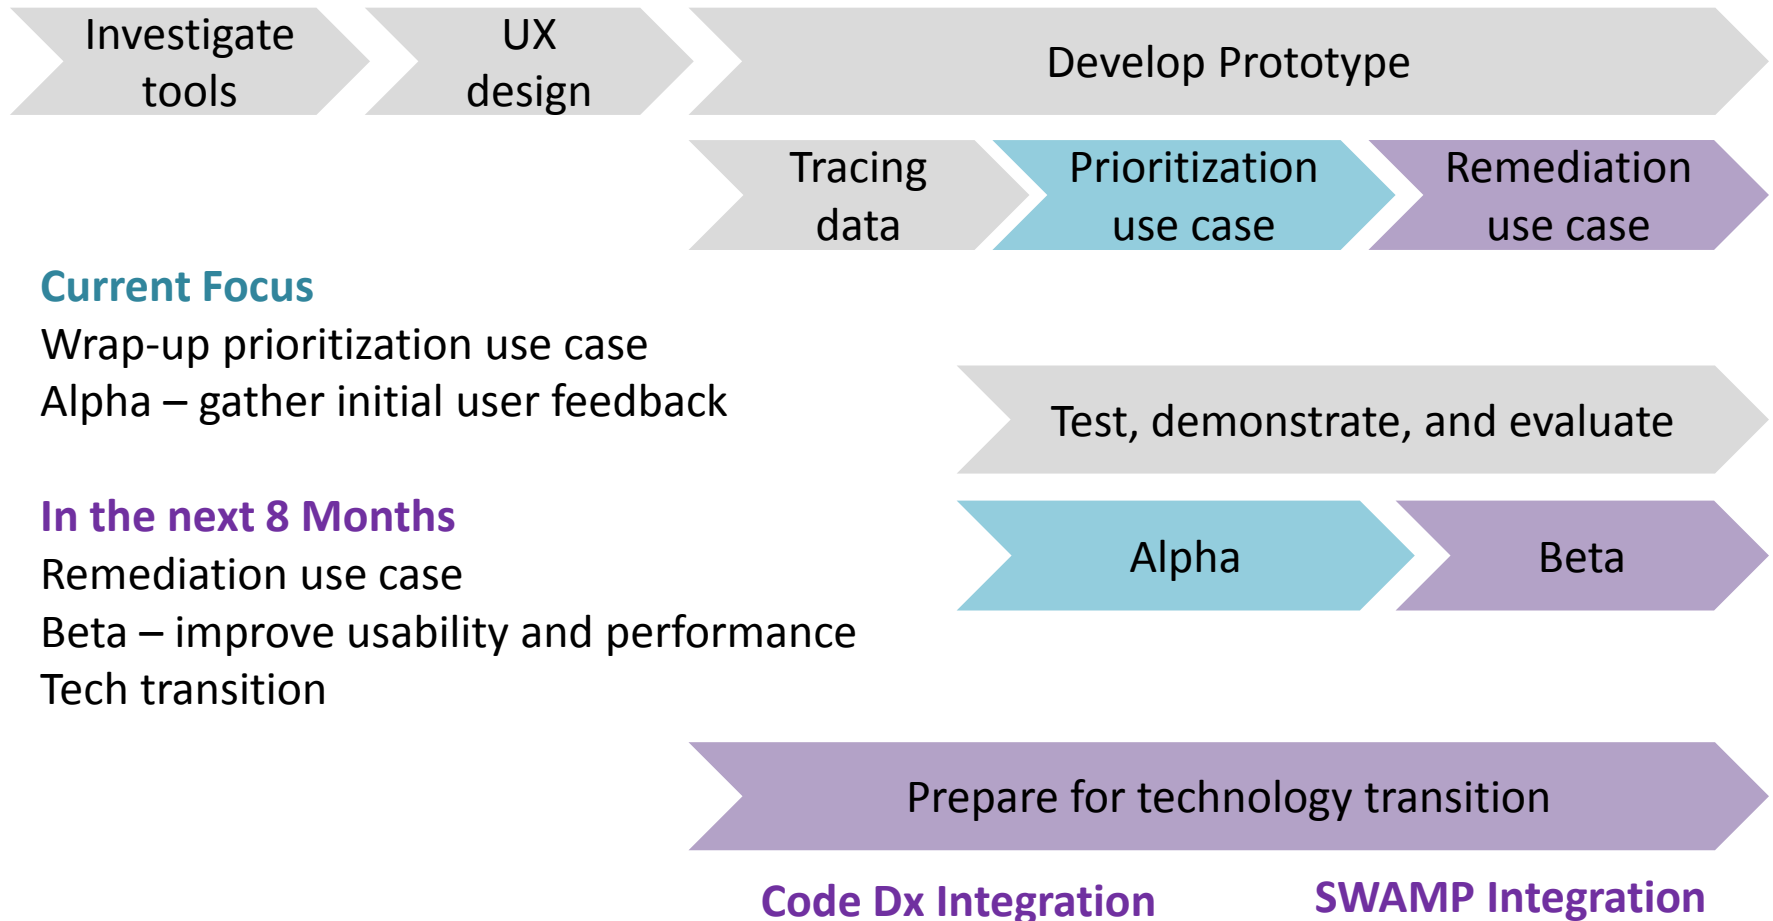 Investigate
tools
UX
design
Develop Prototype
Tracing
data
Prioritization
use case
Remediation
use case
Current Focus
Wrap-up prioritization use case
Alpha – gather initial user feedback
Test, demonstrate, and evaluate
In the next 8 Months
Remediation use case
Beta – improve usability and performance
Tech transition
Alpha
Beta
Prepare for technology transition
Code Dx Integration
SWAMP Integration